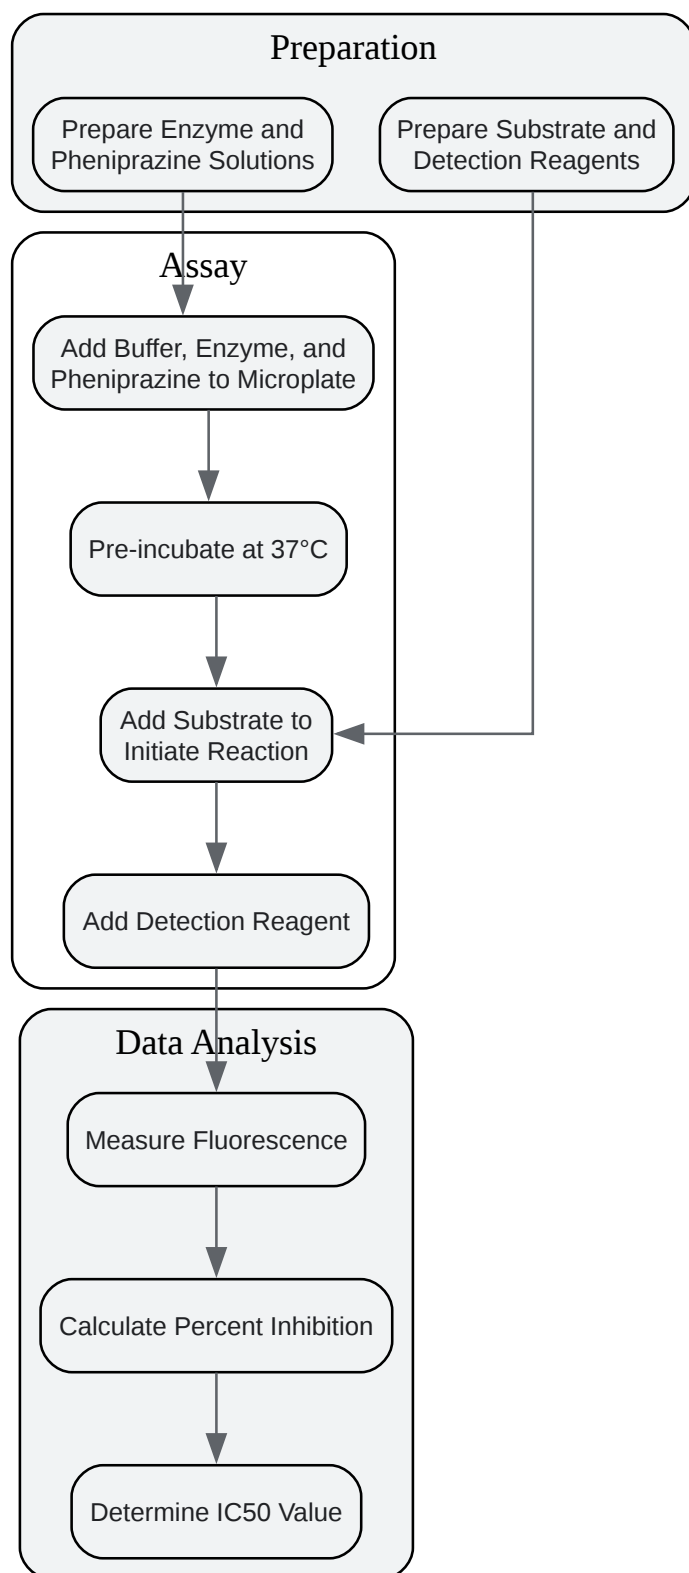 Preparation
Prepare Enzyme and
Pheniprazine Solutions
Prepare Substrate and
Detection Reagents
Assay
Add Buffer, Enzyme, and
Pheniprazine to Microplate
Pre-incubate at 37°C
Add Substrate to
Initiate Reaction
Add Detection Reagent
Data Analysis
Measure Fluorescence
Calculate Percent Inhibition
Determine IC50 Value